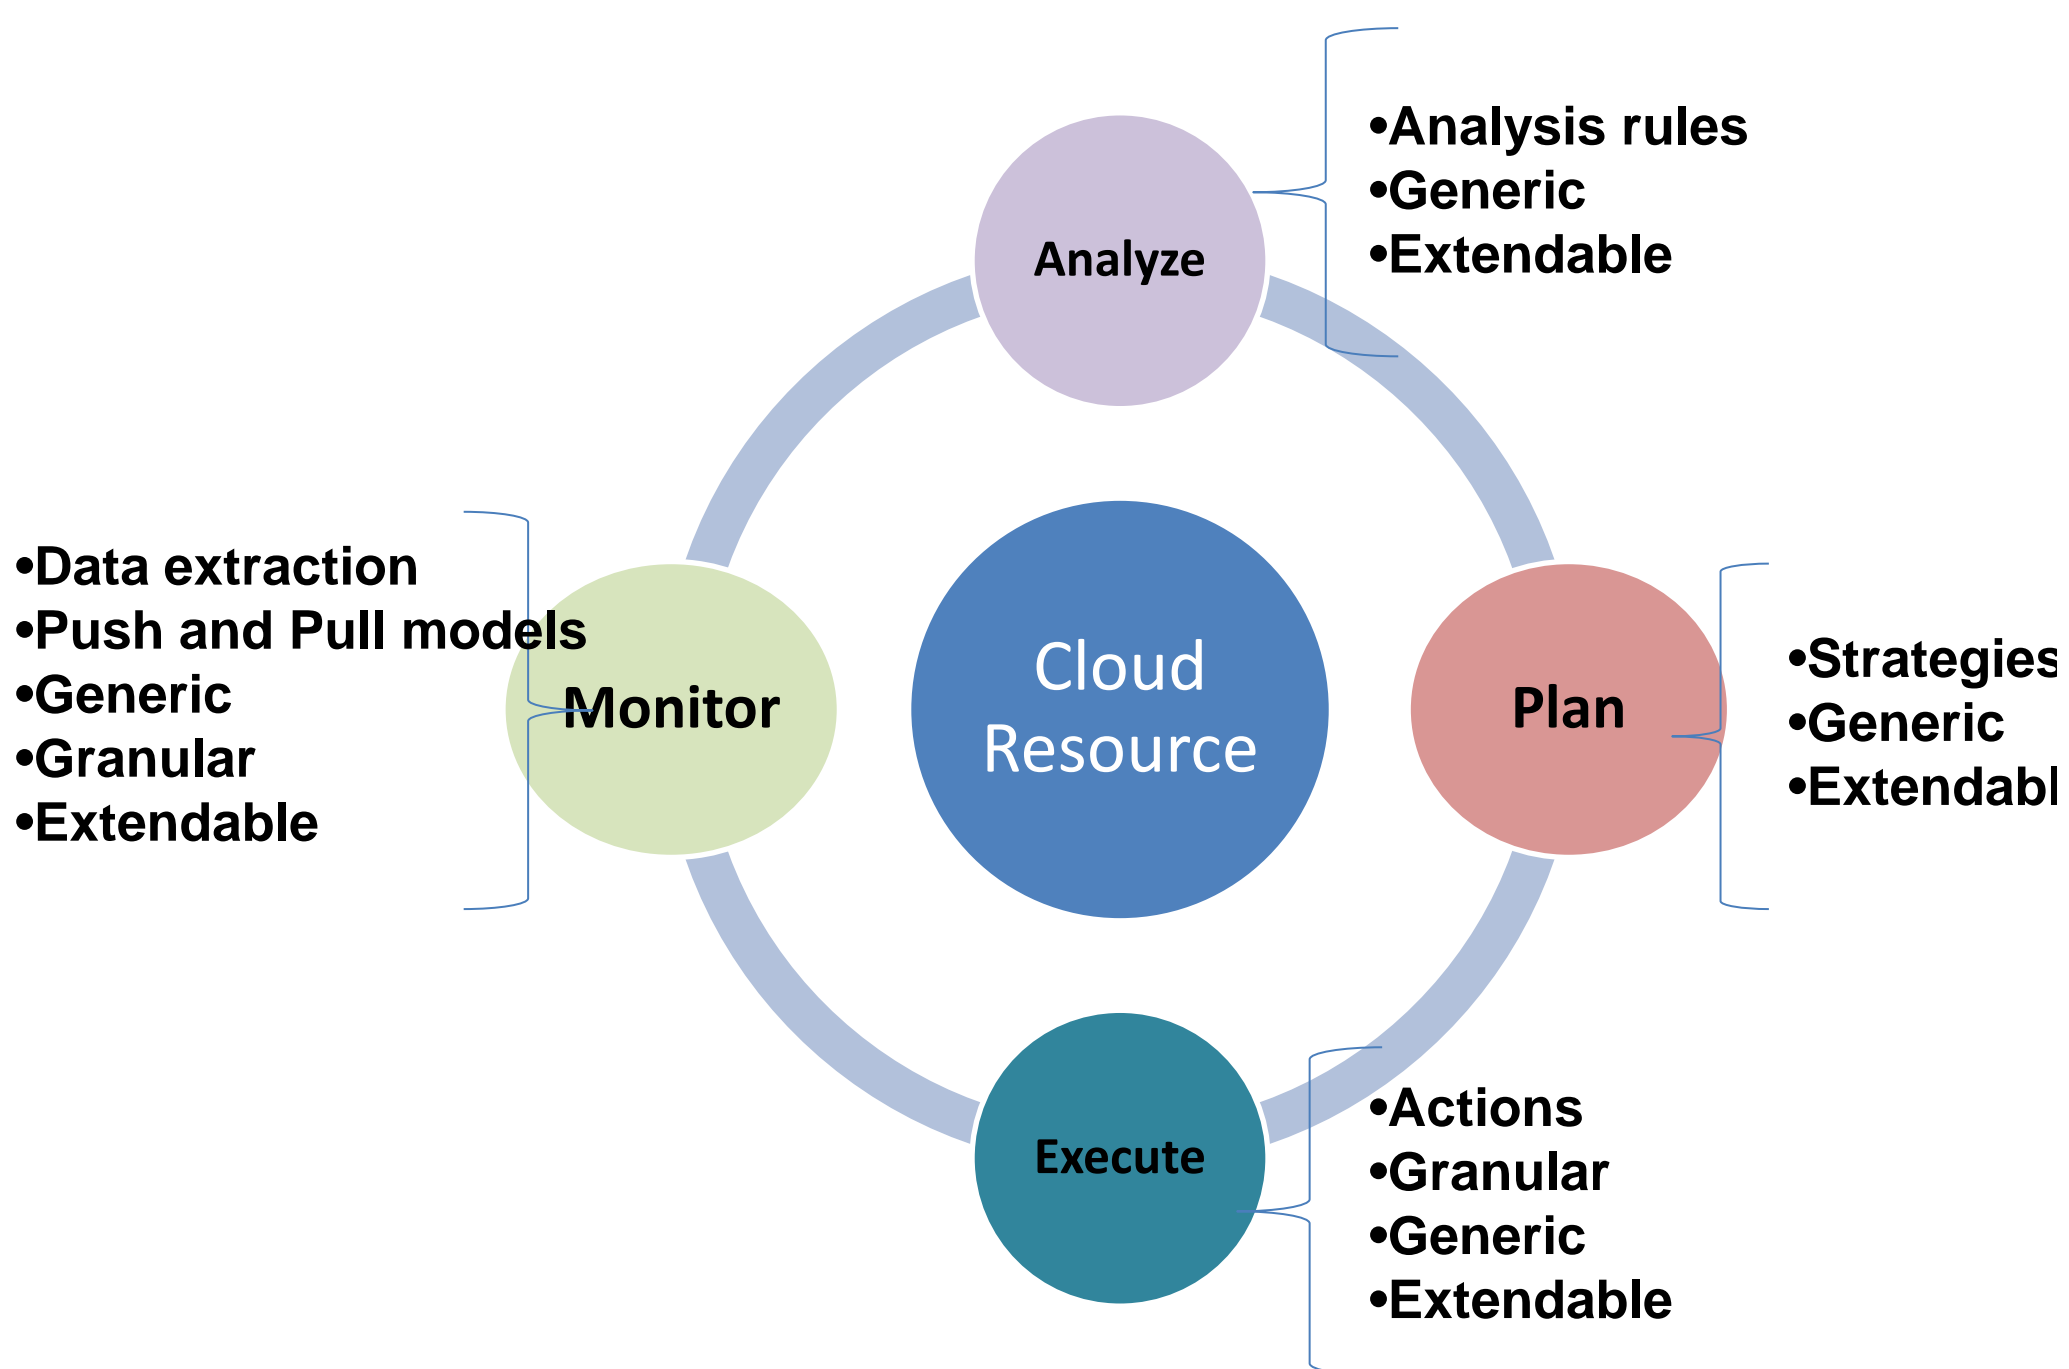 •Analysis rules
•Generic
•Extendable
Analyze
•Data extraction
•Push and Pull models
•Generic
•Granular
•Extendable
Monitor
Cloud
Resource
Plan
•Strategies
•Generic
•Extendabl
Execute
•Actions
•Granular
•Generic
•Extendable